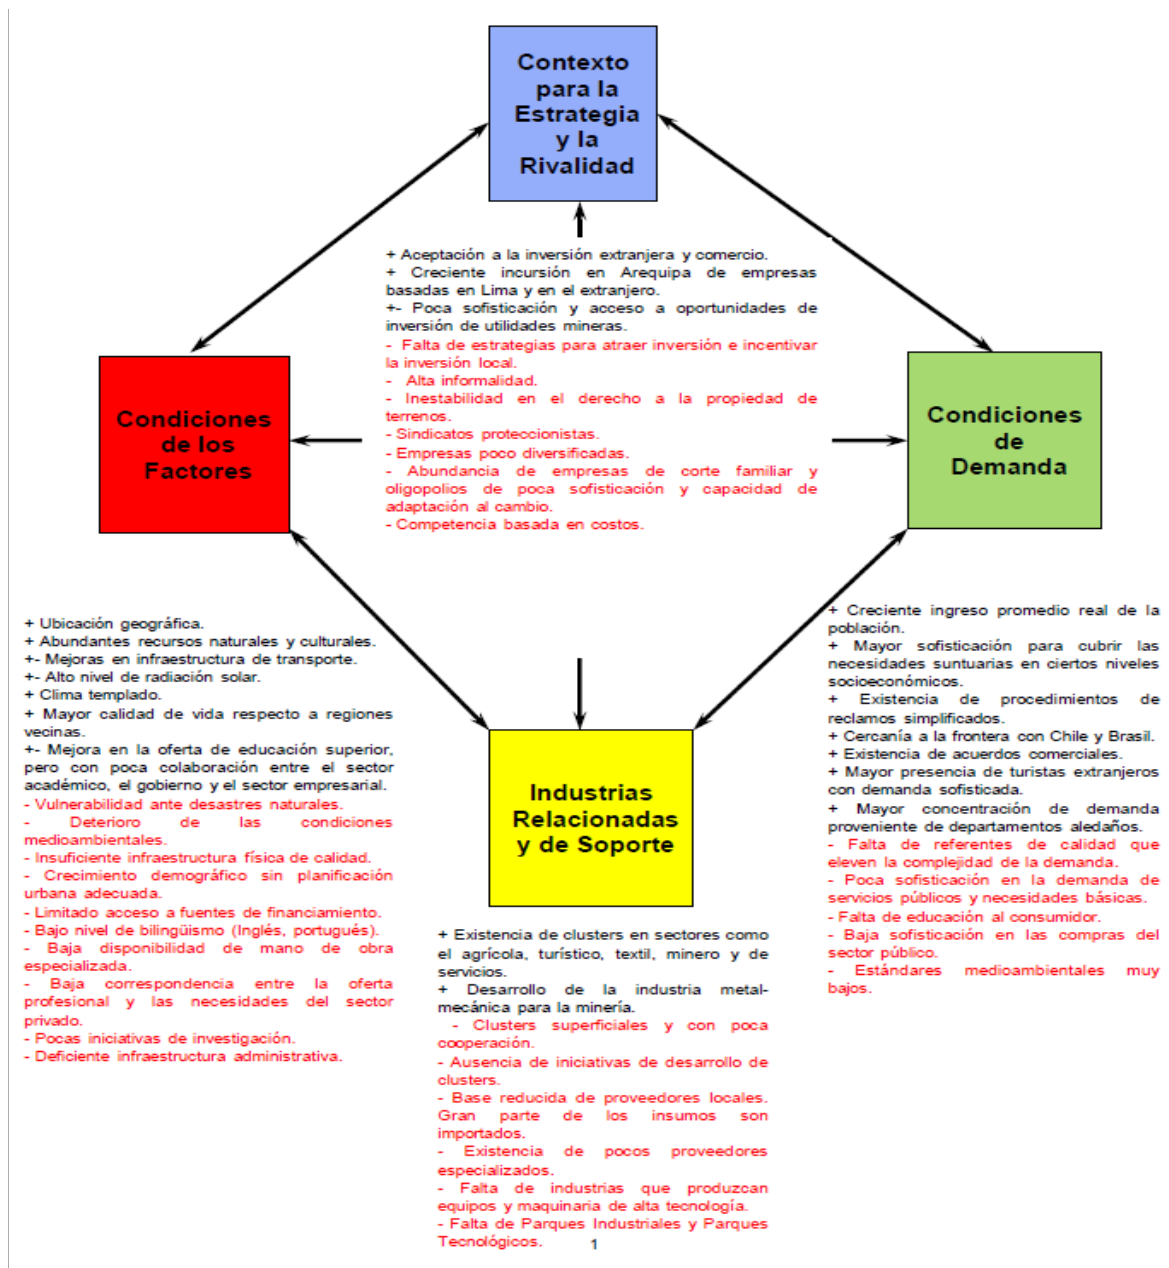 Contexto
para la
Estrategia
y la
Rivalidad
+ Aceptación a la inversión extranjera y comercio.
+ Creciente incursión en Arequipa de empresas
basadas en Lima y en el extranjero.
+- Poca sofisticación y acceso a oportunidades de
inversión de utilidades mineras.
- Falta de estrategias para atraer inversión e incentivar
la inversión local.
- Alta informalidad.
- Inestabilidad en el derecho a la propiedad de
terrenos.
- Sindicatos proteccionistas.
- Empresas poco diversificadas.
- Abundancia de empresas de corte familiar y
oligopolios de poca sofisticación y capacidad de
adaptación al cambio.
- Competencia basada en costos.
Condiciones
de los
Factores
Condiciones
de
Demanda
+ Ubicación geográfica.
+ Abundantes recursos naturales y culturales.
+- Mejoras en infraestructura de transporte.
+- Alto nivel de radiación solar.
+ Clima templado.
+ Mayor calidad de vida respecto a regiones
vecinas.
+- Mejora en la oferta de educación superior,
pero con poca colaboración entre el sector
académico, el gobierno y el sector empresarial.
- Vulnerabilidad ante desastres naturales.
- Deterioro de las condiciones
medioambientales.
- Insuficiente infraestructura física de calidad.
- Crecimiento demográfico sin planificación
urbana adecuada.
- Limitado acceso a fuentes de financiamiento.
- Bajo nivel de bilingüismo (Inglés, portugués).
- Baja disponibilidad de mano de obra
especializada.
- Baja correspondencia entre la oferta
profesional y las necesidades del sector
privado.
- Pocas iniciativas de investigación.
- Deficiente infraestructura administrativa.
+ Creciente ingreso promedio real de la
población.
+ Mayor sofisticación para cubrir las
necesidades suntuarias en ciertos niveles
socioeconómicos.
+ Existencia de procedimientos de
reclamos simplificados.
+ Cercanía a la frontera con Chile y Brasil.
+ Existencia de acuerdos comerciales.
+ Mayor presencia de turistas extranjeros
con demanda sofisticada.
+ Mayor concentración de demanda
proveniente de departamentos aledaños.
- Falta de referentes de calidad que
eleven la complejidad de la demanda.
- Poca sofisticación en la demanda de
servicios públicos y necesidades básicas.
- Falta de educación al consumidor.
- Baja sofisticación en las compras del
sector público.
- Estándares medioambientales muy
bajos.
Industrias
Relacionadas
y de Soporte
+ Existencia de clusters en sectores como
el agrícola, turístico, textil, minero y de
servicios.
+ Desarrollo de la industria metal-
mecánica para la minería.
- Clusters superficiales y con poca
cooperación.
- Ausencia de iniciativas de desarrollo de
clusters.
- Base reducida de proveedores locales.
Gran parte de los insumos son
importados.
- Existencia de pocos proveedores
especializados.
- Falta de industrias que produzcan
equipos y maquinaria de alta tecnología.
- Falta de Parques Industriales y Parques
Tecnológicos.
1